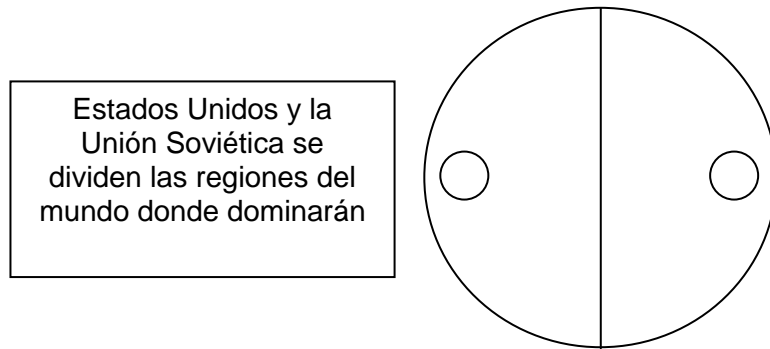 Estados Unidos y la
Unión Soviética se
dividen las regiones del
mundo donde dominarán